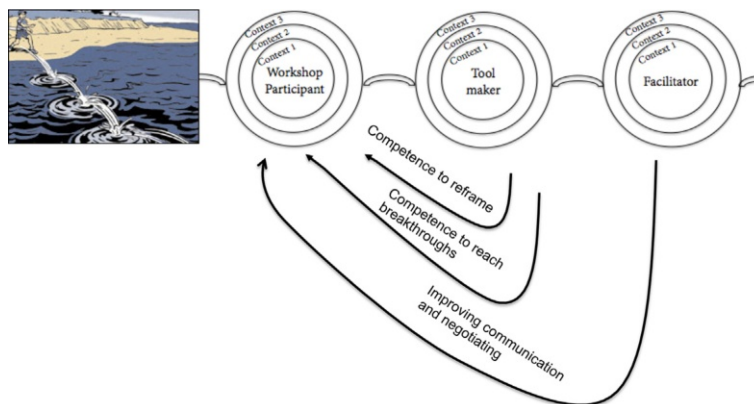 Context 3
Context 2
Context 1
Workshop
Participant
Context 3
Context 2
Context 1
Tool
maker
Context 3
Context 2
Context 1
Facilitator
Competence to reframe
Competence to reach
breakthroughs
Improving communication
and negotiating